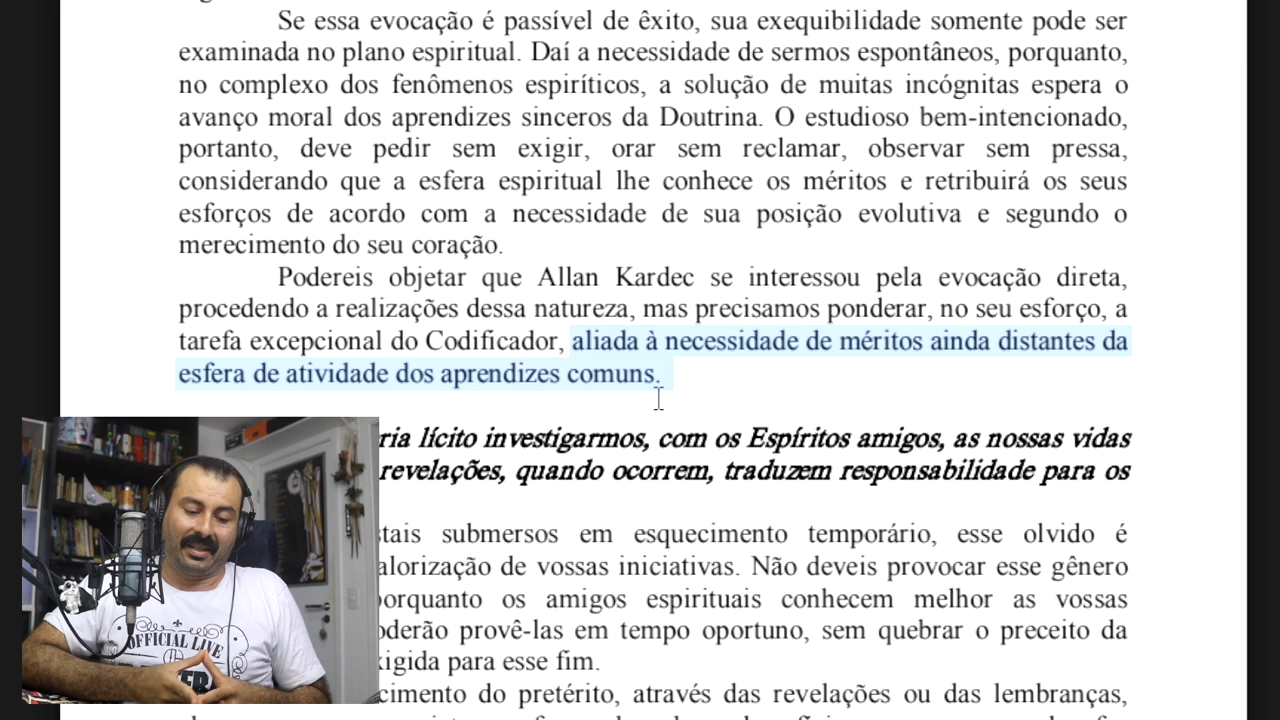 Se essa evocação é passível de êxito, sua exequibilidade somente pode ser
examinada no plano espiritual. Daí a necessidade de sermos espontâneos, porquanto,
no complexo dos fenômenos espiríticos, a solução de muitas incógnitas espera o
avanço moral dos aprendizes sinceros da Doutrina. O estudioso bem-intencionado,
portanto, deve pedir sem exigir, orar sem reclamar, observar sem pressa,
considerando que a esfera espiritual lhe conhece os méritos e retribuirá os seus
esforços de acordo com a necessidade de sua posição evolutiva e segundo o
merecimento do seu coração.
Podereis objetar que Allan Kardec se interessou pela evocação direta,
procedendo a realizações dessa natureza, mas precisamos ponderar, no seu esforço, a
tarefa excepcional do Codificador, aliada à necessidade de méritos ainda distantes da
esfera de atividade dos aprendizes comuns.
ria lícito investigarmos, com os Espíritos amigos, as nossas vidas
revelações, quando ocorrem, traduzem responsabilidade para os
stais submersos em esquecimento temporário, esse olvido é
alorização de vossas iniciativas. Não deveis provocar esse gênero
porquanto os amigos espirituais conhecem melhor as vossas
oderão provê-las em tempo oportuno, sem quebrar o preceito da
xigida para esse fim.
cimento do pretérito, através das revelações ou das lembranças,
OFFICIAL LIVE